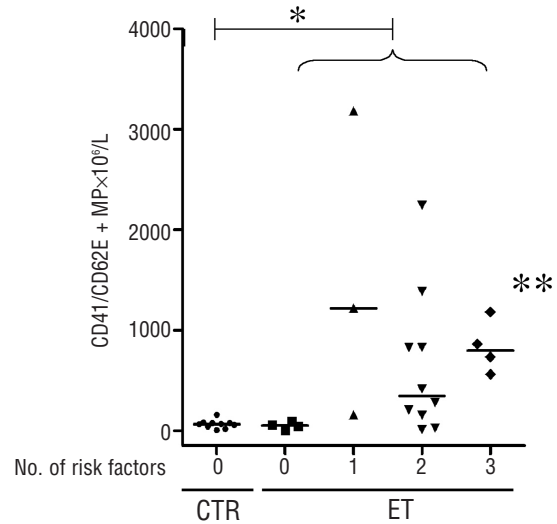 *
4000
3000
2000
1000
0
CD41/CD62E + MP×10⁶/L
**
No. of risk factors 0 0 1 2 3
CTR ET